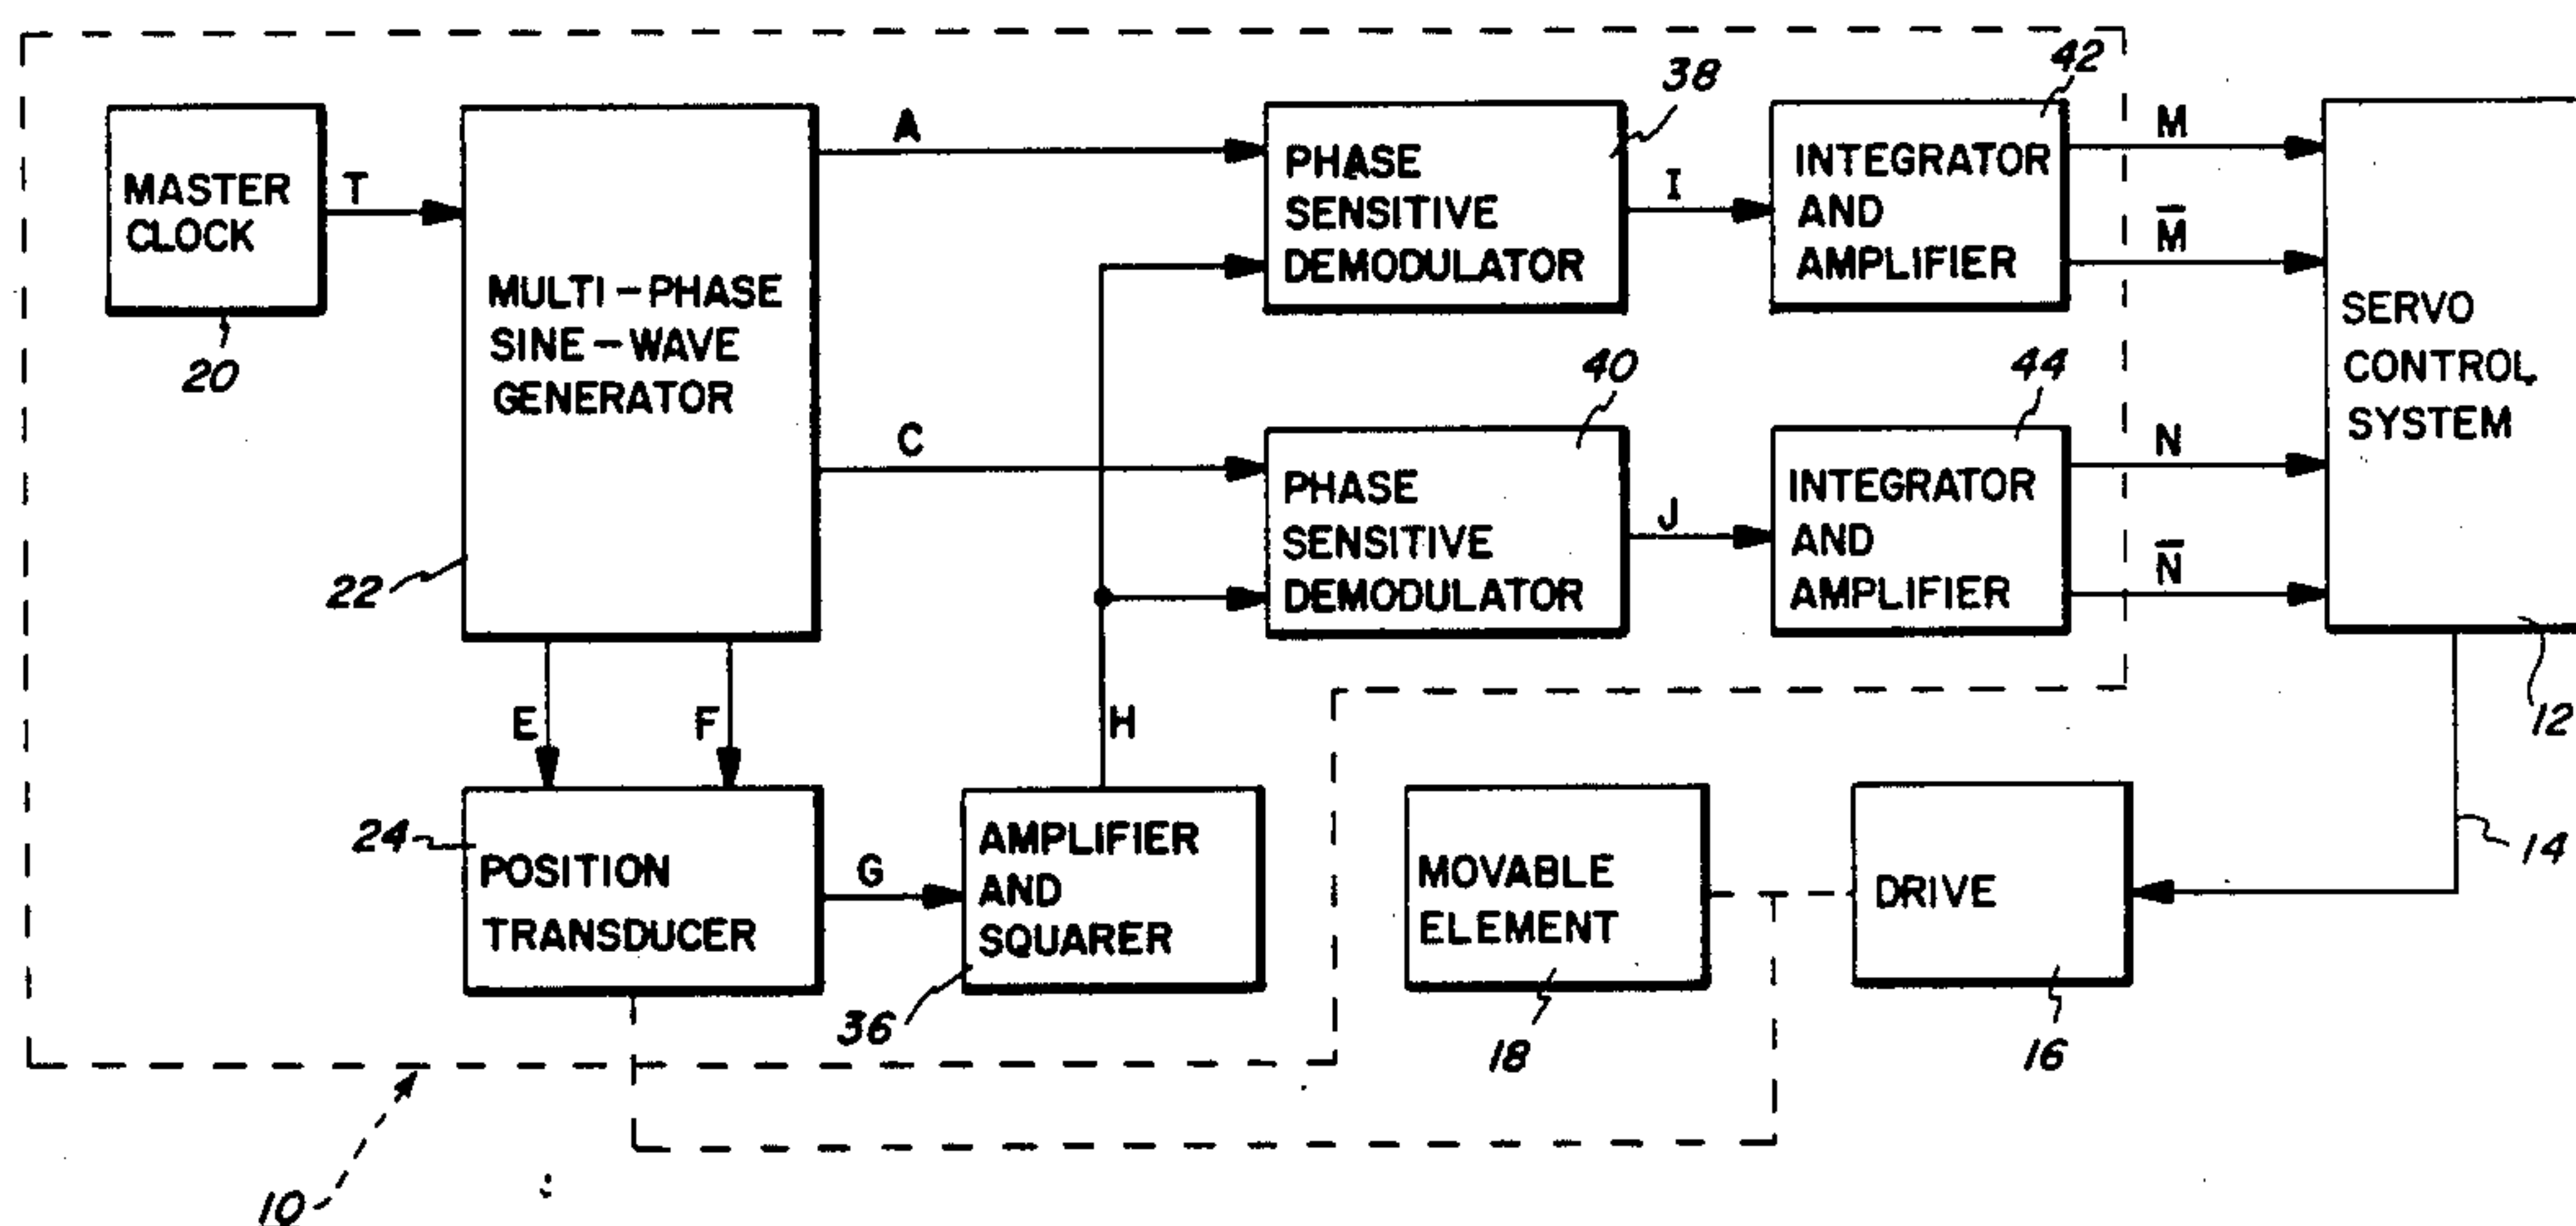 MASTER
CLOCK
20
T
MULTI-PHASE
SINE-WAVE
GENERATOR
22
A
C
E
F
24
POSITION
TRANSDUCER
G
AMPLIFIER
AND
SQUARER
36
H
PHASE
SENSITIVE
DEMODULATOR
38
I
INTEGRATOR
AND
AMPLIFIER
42
M
M̅
PHASE
SENSITIVE
DEMODULATOR
40
J
INTEGRATOR
AND
AMPLIFIER
44
N
N̅
SERVO
CONTROL
SYSTEM
12
14
DRIVE
16
MOVABLE
ELEMENT
18
10